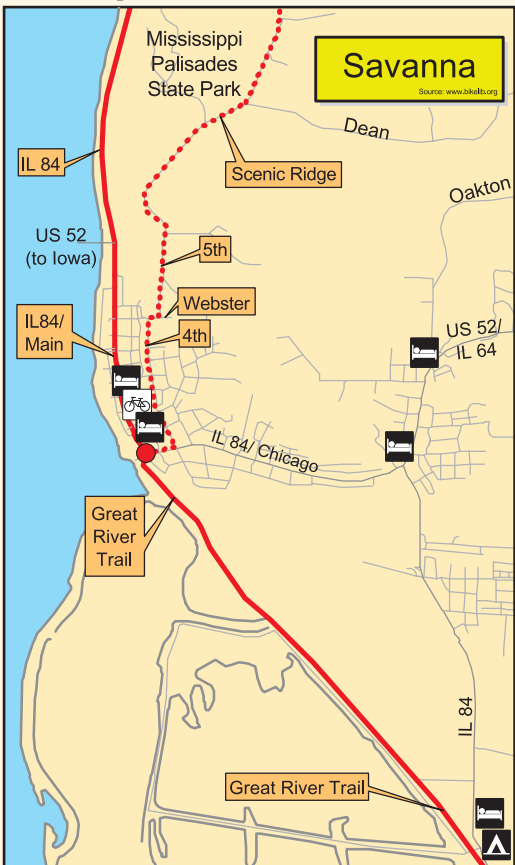 Mississippi
Palisades
State Park
Savanna
Source: www.bikelib.org
Dean
IL 84
Scenic Ridge
Oakton
US 52
(to Iowa)
5th
Webster
IL84/
Main
4th
US 52/
IL 64
IL 84/ Chicago
Great
River
Trail
IL 84
Great River Trail